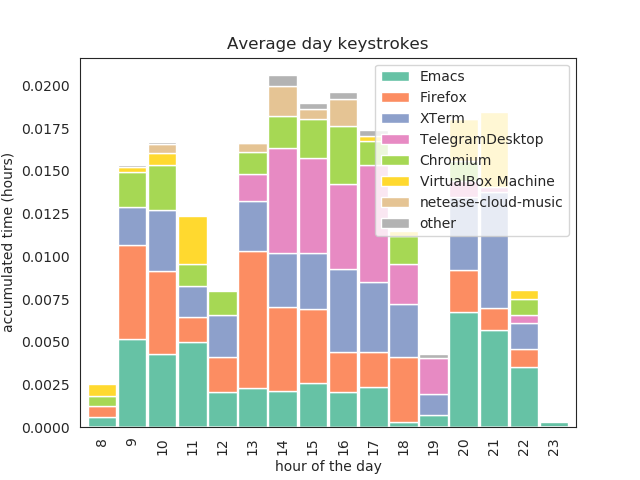 Average day keystrokes
accumulated time (hours)
0.0200
0.0175
0.0150
0.0125
0.0100
0.0075
0.0050
0.0025
0.0000
Emacs
Firefox
XTerm
TelegramDesktop
Chromium
VirtualBox Machine
netease-cloud-music
other
8 9 10 11 12 13 14 15 16 17 18 19 20 21 22 23
hour of the day